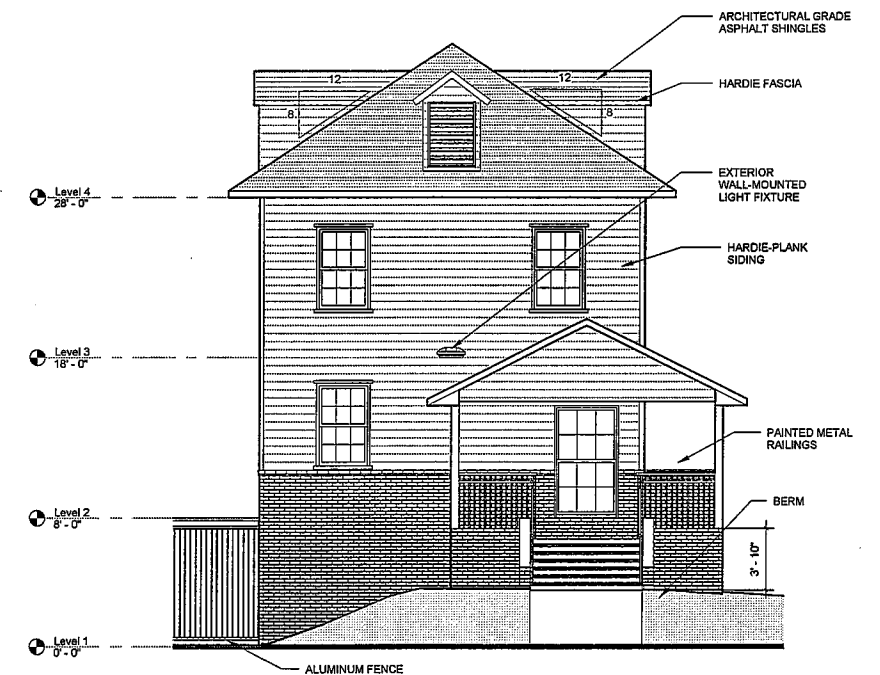 ARCHITECTURAL GRADE
ASPHALT SHINGLES
12
12
HARDIE FASCIA
8
8
EXTERIOR
WALL-MOUNTED
LIGHT FIXTURE
Level 4
28' - 0"
HARDIE-PLANK
SIDING
Level 3
18' - 0"
PAINTED METAL
RAILINGS
BERM
Level 2
8' - 0"
3' - 10"
Level 1
0' - 0"
ALUMINUM FENCE